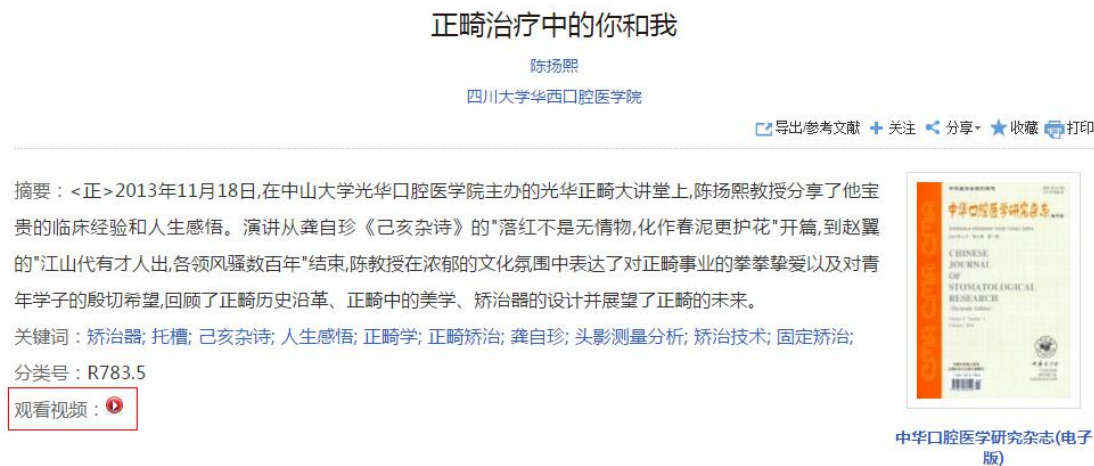 正畸治疗中的你和我
陈扬熙
四川大学华西口腔医学院
导出/参考文献 关注 分享 收藏 打印
摘要：<正>2013年11月18日,在中山大学光华口腔医学院主办的光华正畸大讲堂上,陈扬熙教授分享了他宝
贵的临床经验和人生感悟。演讲从龚自珍《己亥杂诗》的"落红不是无情物,化作春泥更护花"开篇,到赵翼
的"江山代有才人出,各领风骚数百年"结束,陈教授在浓郁的文化氛围中表达了对正畸事业的拳拳挚爱以及对青
年学子的殷切希望,回顾了正畸历史沿革、正畸中的美学、矫治器的设计并展望了正畸的未来。
关键词：矫治器; 托槽; 己亥杂诗; 人生感悟; 正畸学; 正畸矫治; 龚自珍; 头影测量分析; 矫治技术; 固定矫治;
分类号：R783.5
观看视频：
中华口腔医学研究杂志
CHINESE
JOURNAL
OF
STOMATOLOGICAL
RESEARCH
中华口腔医学研究杂志(电子
版)